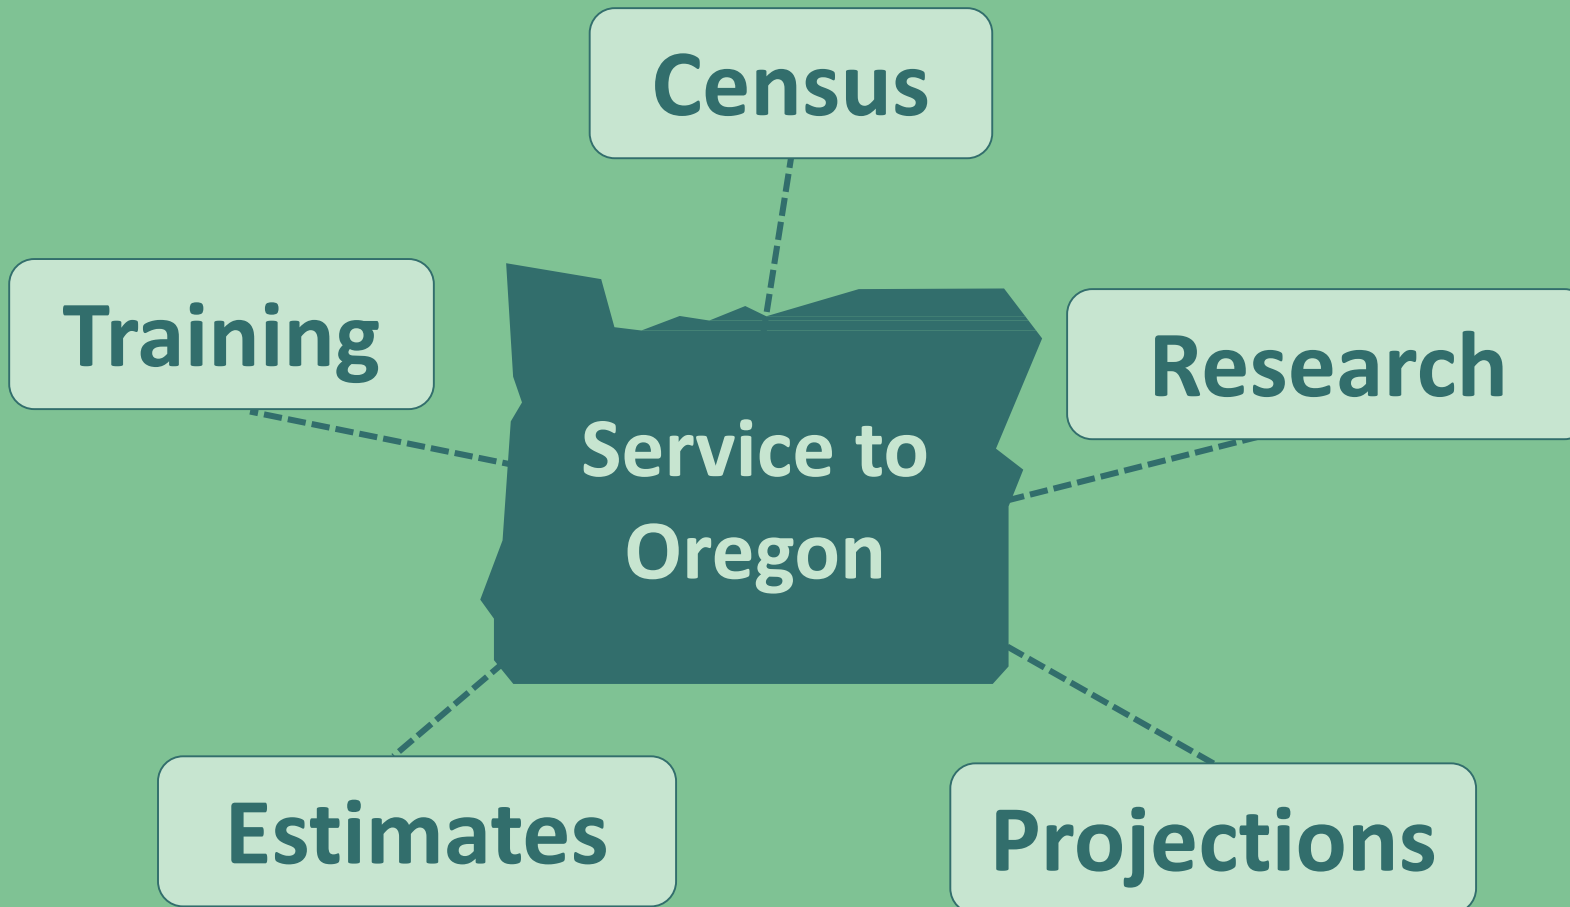 Census
Training
Research
Service to
Oregon
Estimates
Projections